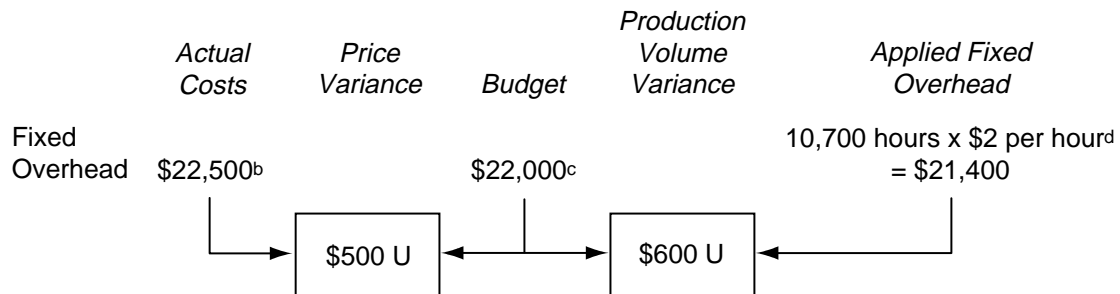 Actual Costs
Price Variance
Budget
Production Volume Variance
Applied Fixed Overhead
Fixed Overhead
$22,500b
$22,000c
10,700 hours x $2 per hourd
= $21,400
$500 U
$600 U